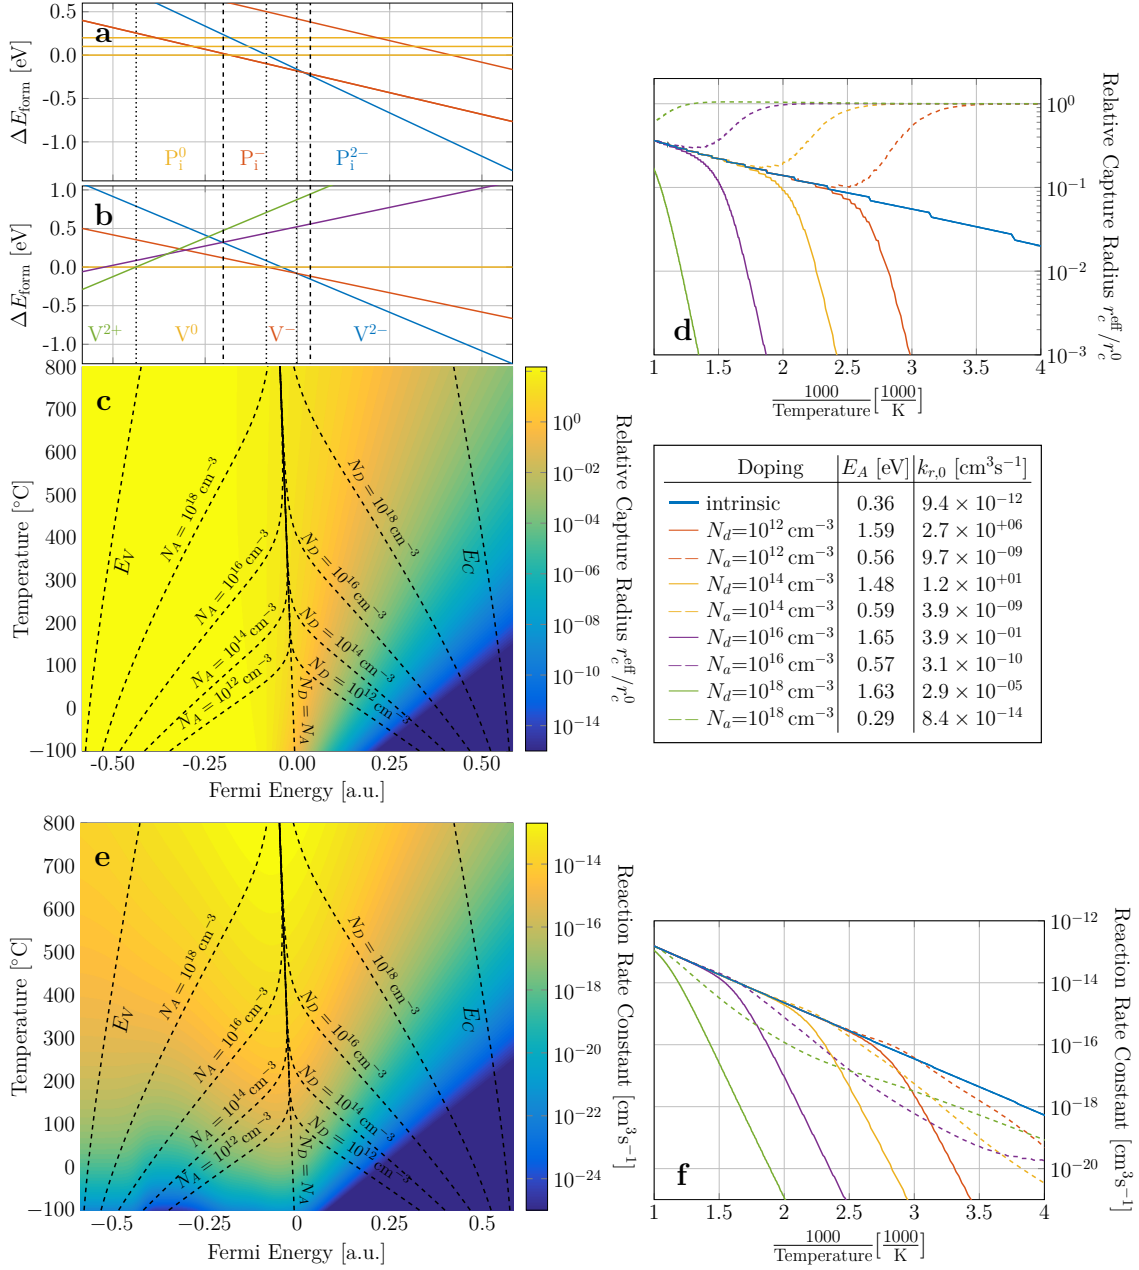 a
0.5
0.0
-0.5
-1.0
ΔE_form [eV]
P_i^0
P_i^-
P_i^2-
b
1.0
0.5
0.0
-0.5
-1.0
ΔE_form [eV]
V^2+
V^0
V^-
V^2-
c
800
700
600
500
400
300
200
100
0
−100
Temperature [°C]
E_V
N_A = 10^18 cm^−3
N_A = 10^16 cm^−3
N_A = 10^14 cm^−3
N_A = 10^12 cm^−3
N_D = N_A
N_D = 10^18 cm^−3
N_D = 10^16 cm^−3
N_D = 10^14 cm^−3
N_D = 10^12 cm^−3
E_C
-0.50
-0.25
0.00
0.25
0.50
Fermi Energy [a.u.]
10^0
10^−02
10^−04
10^−06
10^−08
10^−10
10^−12
10^−14
Relative Capture Radius r_c^eff/r_c^0
d
10^0
10^−1
10^−2
10^−3
Relative Capture Radius r_c^eff/r_c^0
1 1.5 2 2.5 3 3.5 4
1000/Temperature [1000/K]
Doping E_A [eV] k_r,0 [cm^3s^−1]
intrinsic 0.36 9.4 × 10^−12
N_d=10^12 cm^−3 1.59 2.7 × 10^+06
N_a=10^12 cm^−3 0.56 9.7 × 10^−09
N_d=10^14 cm^−3 1.48 1.2 × 10^+01
N_a=10^14 cm^−3 0.59 3.9 × 10^−09
N_d=10^16 cm^−3 1.65 3.9 × 10^−01
N_a=10^16 cm^−3 0.57 3.1 × 10^−10
N_d=10^18 cm^−3 1.63 2.9 × 10^−05
N_a=10^18 cm^−3 0.29 8.4 × 10^−14
e
800
700
600
500
400
300
200
100
0
−100
Temperature [°C]
E_V
N_A = 10^18 cm^−3
N_A = 10^16 cm^−3
N_A = 10^14 cm^−3
N_A = 10^12 cm^−3
N_D = N_A
N_D = 10^18 cm^−3
N_D = 10^16 cm^−3
N_D = 10^14 cm^−3
N_D = 10^12 cm^−3
E_C
-0.5
-0.25
0
0.25
0.5
Fermi Energy [a.u.]
10^−14
10^−16
10^−18
10^−20
10^−22
10^−24
Reaction Rate Constant [cm^3s^−1]
f
10^−12
10^−14
10^−16
10^−18
10^−20
Reaction Rate Constant [cm^3s^−1]
1 1.5 2 2.5 3 3.5 4
1000/Temperature [1000/K]